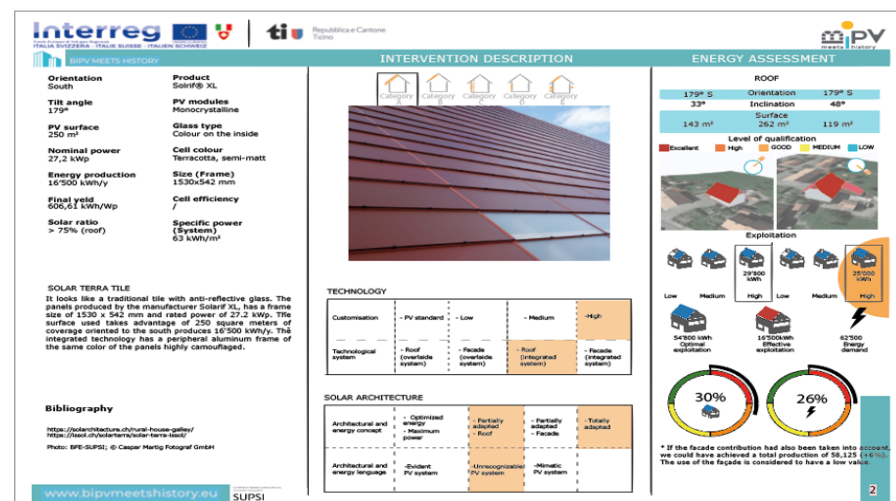 Interreg
ITALIA SVIZZERA - ITALIE SUISSE - ITALIEN SCHWEIZ
ti
Repubblica e Cantone
Ticino
mipv
meets history
BIPV MEETS HISTORY
INTERVENTION DESCRIPTION
ENERGY ASSESSMENT
Orientation
South
Tilt angle
179°
PV surface
250 m²
Nominal power
27,2 kWp
Energy production
16'500 kWh/y
Final yeld
606,61 kWh/Wp
Solar ratio
> 75% (roof)
Product
Solrif® XL
PV modules
Monocrystalline
Glass type
Colour on the inside
Cell colour
Terracotta, semi-matt
Size (Frame)
1530x542 mm
Cell efficiency
/
Specific power
(System)
63 kWh/m²
SOLAR TERRA TILE
It looks like a traditional tile with anti-reflective glass. The
panels produced by the manufacturer Solarif XL, has a frame
size of 1530 x 542 mm and rated power of 27.2 kWp. The
surface used takes advantage of 250 square meters of
coverage oriented to the south produces 16'500 kWh/y. The
integrated technology has a peripheral aluminum frame of
the same color of the panels highly camouflaged.
Bibliography
https://solarchitecture.ch/rural-house-galley/
https://issol.ch/solarterra/solar-terra-issol/
Photo: BFE-SUPSI; © Caspar Martig Fotograf GmbH
www.bipvmeetshistory.eu
SUPSI
Category
A
Category
B
Category
C
Category
D
Category
E
TECHNOLOGY
Customisation
- PV standard
- Low
- Medium
-High
Technological
system
- Roof
(overlaide
system)
- Facade
(overlaide
system)
- Roof
(integrated
system)
- Facade
(integrated
system)
SOLAR ARCHITECTURE
Architectural and
energy concept
- Optimized
energy
- Maximum
power
- Partially
adapted
- Roof
- Partially
adapted
- Facade
-Totally
adapted
Architectural and
energy lenguage
-Evident
PV system
-Unrecognizable
PV system
-Mimetic
PV system
ROOF
179° S Orientation 179° S
33° Inclination 48°
Surface
143 m² 262 m² 119 m²
Level of qualification
Excellent High GOOD MEDIUM LOW
Exploitation
29'800
kWh
25'000
kWh
Low Medium High Low Medium High
54'800 kWh
Optimal
exploitation
16'500kWh
Effective
exploitation
62'500
Energy
demand
30%
26%
* If the facade contribution had also been taken into account,
we could have achieved a total production of 58,125 (+6%).
The use of the façade is considered to have a low value.
2